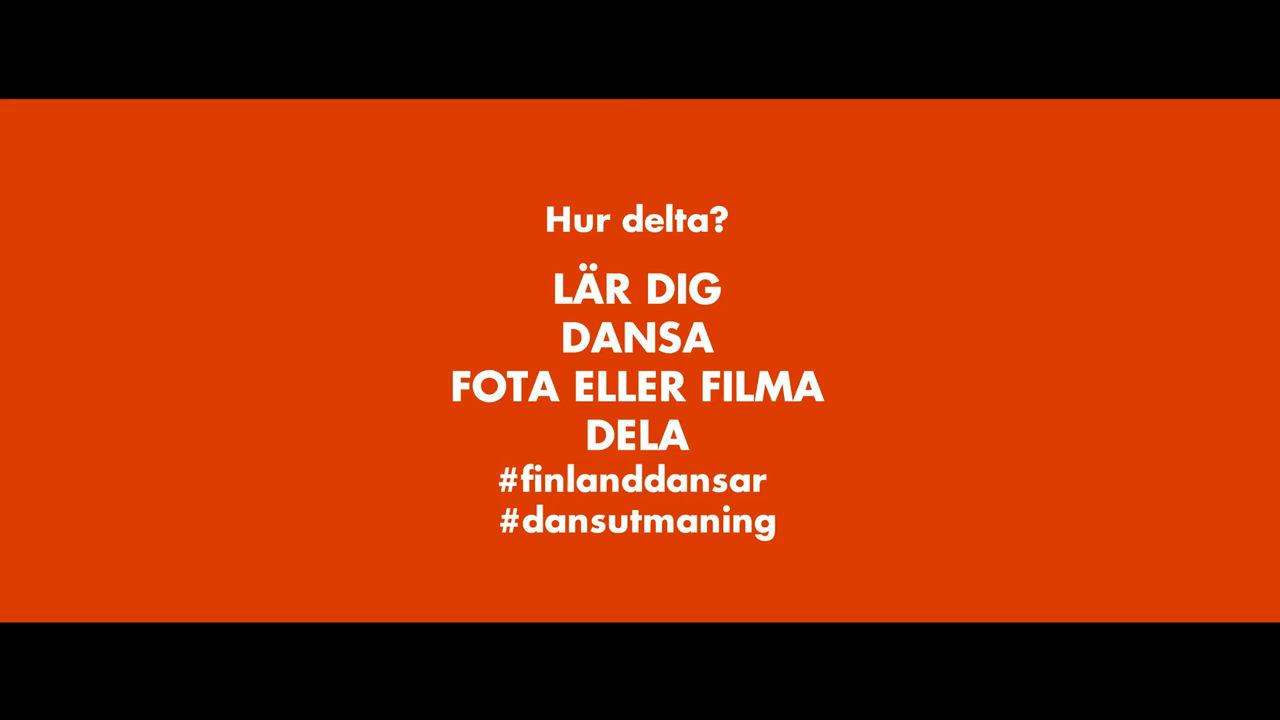 Hur delta?
LÄR DIG
DANSA
FOTA ELLER FILMA
DELA
#finlanddansar
#dansutmaning